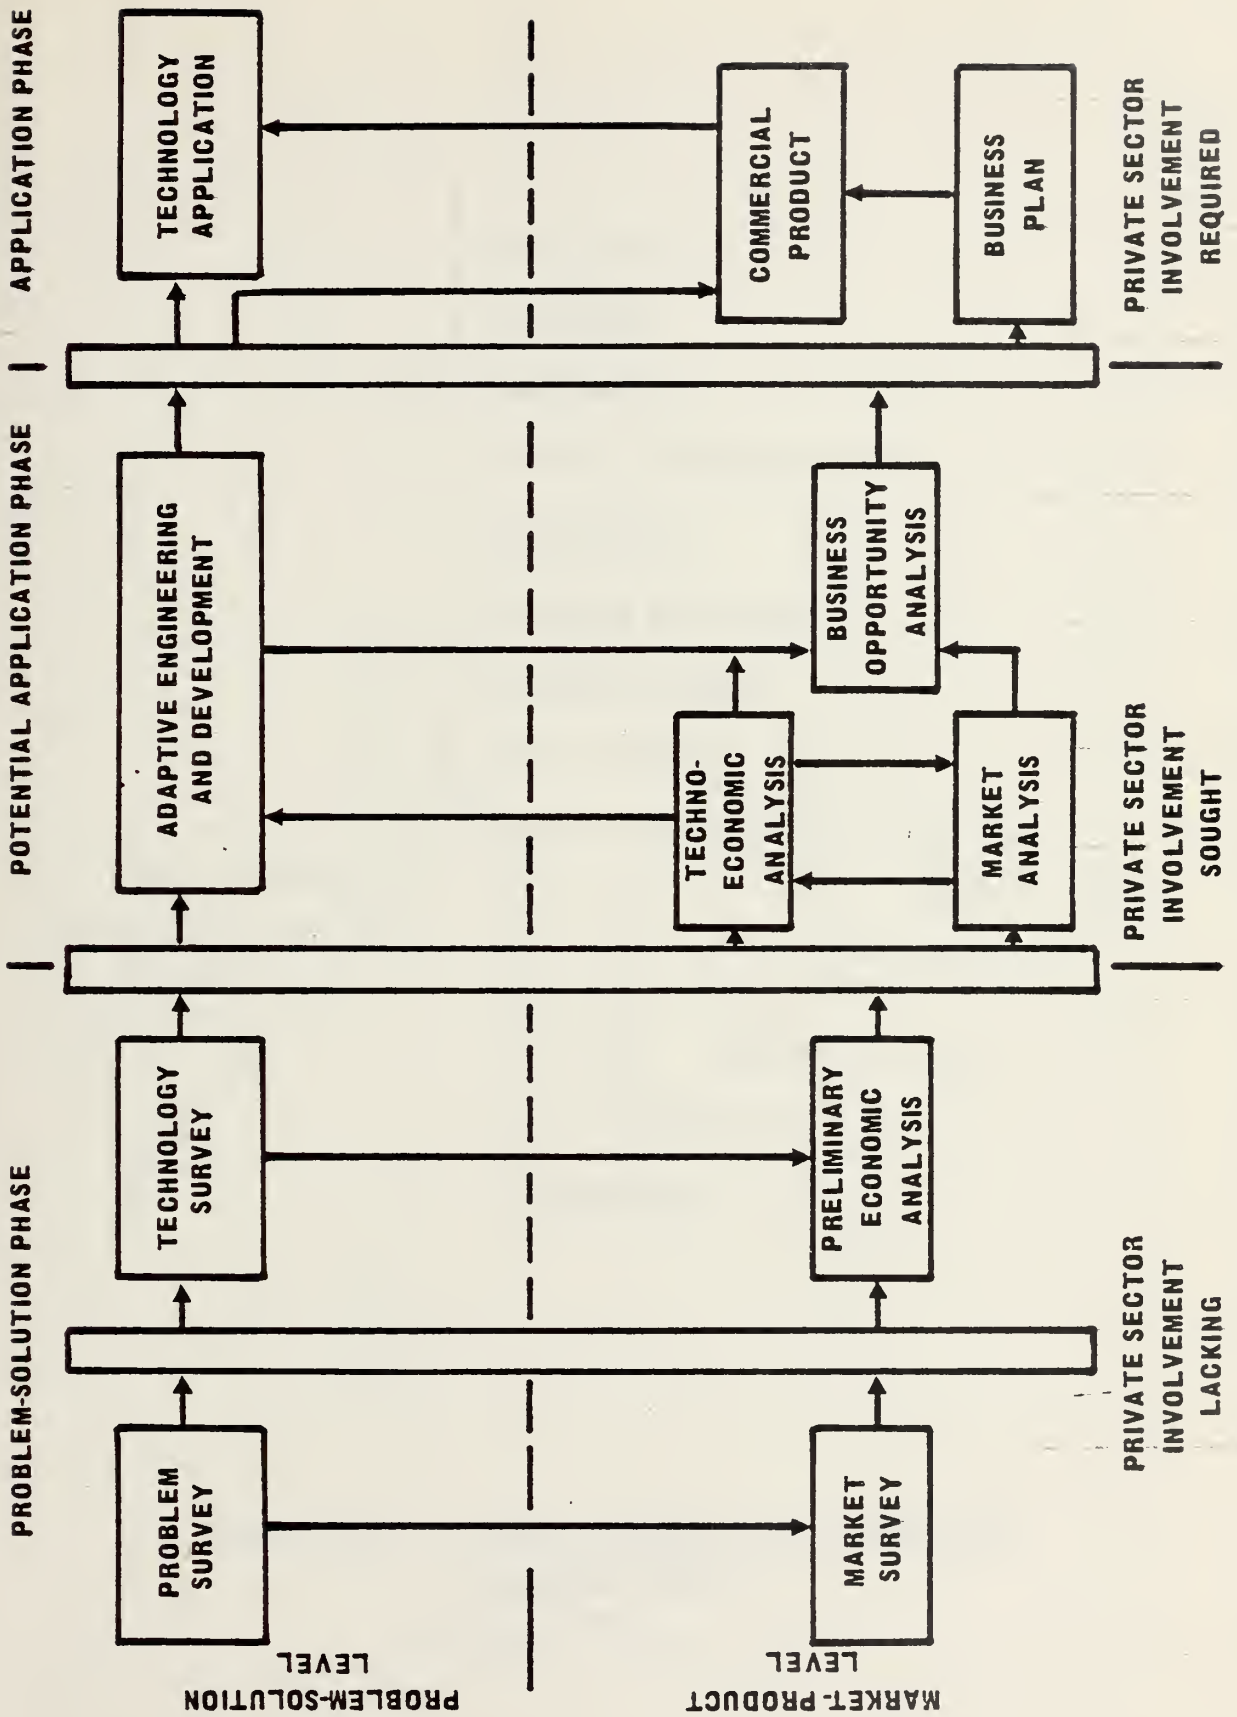 PROBLEM-SOLUTION PHASE
POTENTIAL APPLICATION PHASE
APPLICATION PHASE
PROBLEM-SOLUTION
LEVEL
PROBLEM
SURVEY
TECHNOLOGY
SURVEY
ADAPTIVE ENGINEERING
AND DEVELOPMENT
TECHNOLOGY
APPLICATION
MARKET-PRODUCT
LEVEL
MARKET
SURVEY
PRELIMINARY
ECONOMIC
ANALYSIS
TECHNO-
ECONOMIC
ANALYSIS
MARKET
ANALYSIS
BUSINESS
OPPORTUNITY
ANALYSIS
COMMERCIAL
PRODUCT
BUSINESS
PLAN
PRIVATE SECTOR
INVOLVEMENT
LACKING
PRIVATE SECTOR
INVOLVEMENT
SOUGHT
PRIVATE SECTOR
INVOLVEMENT
REQUIRED